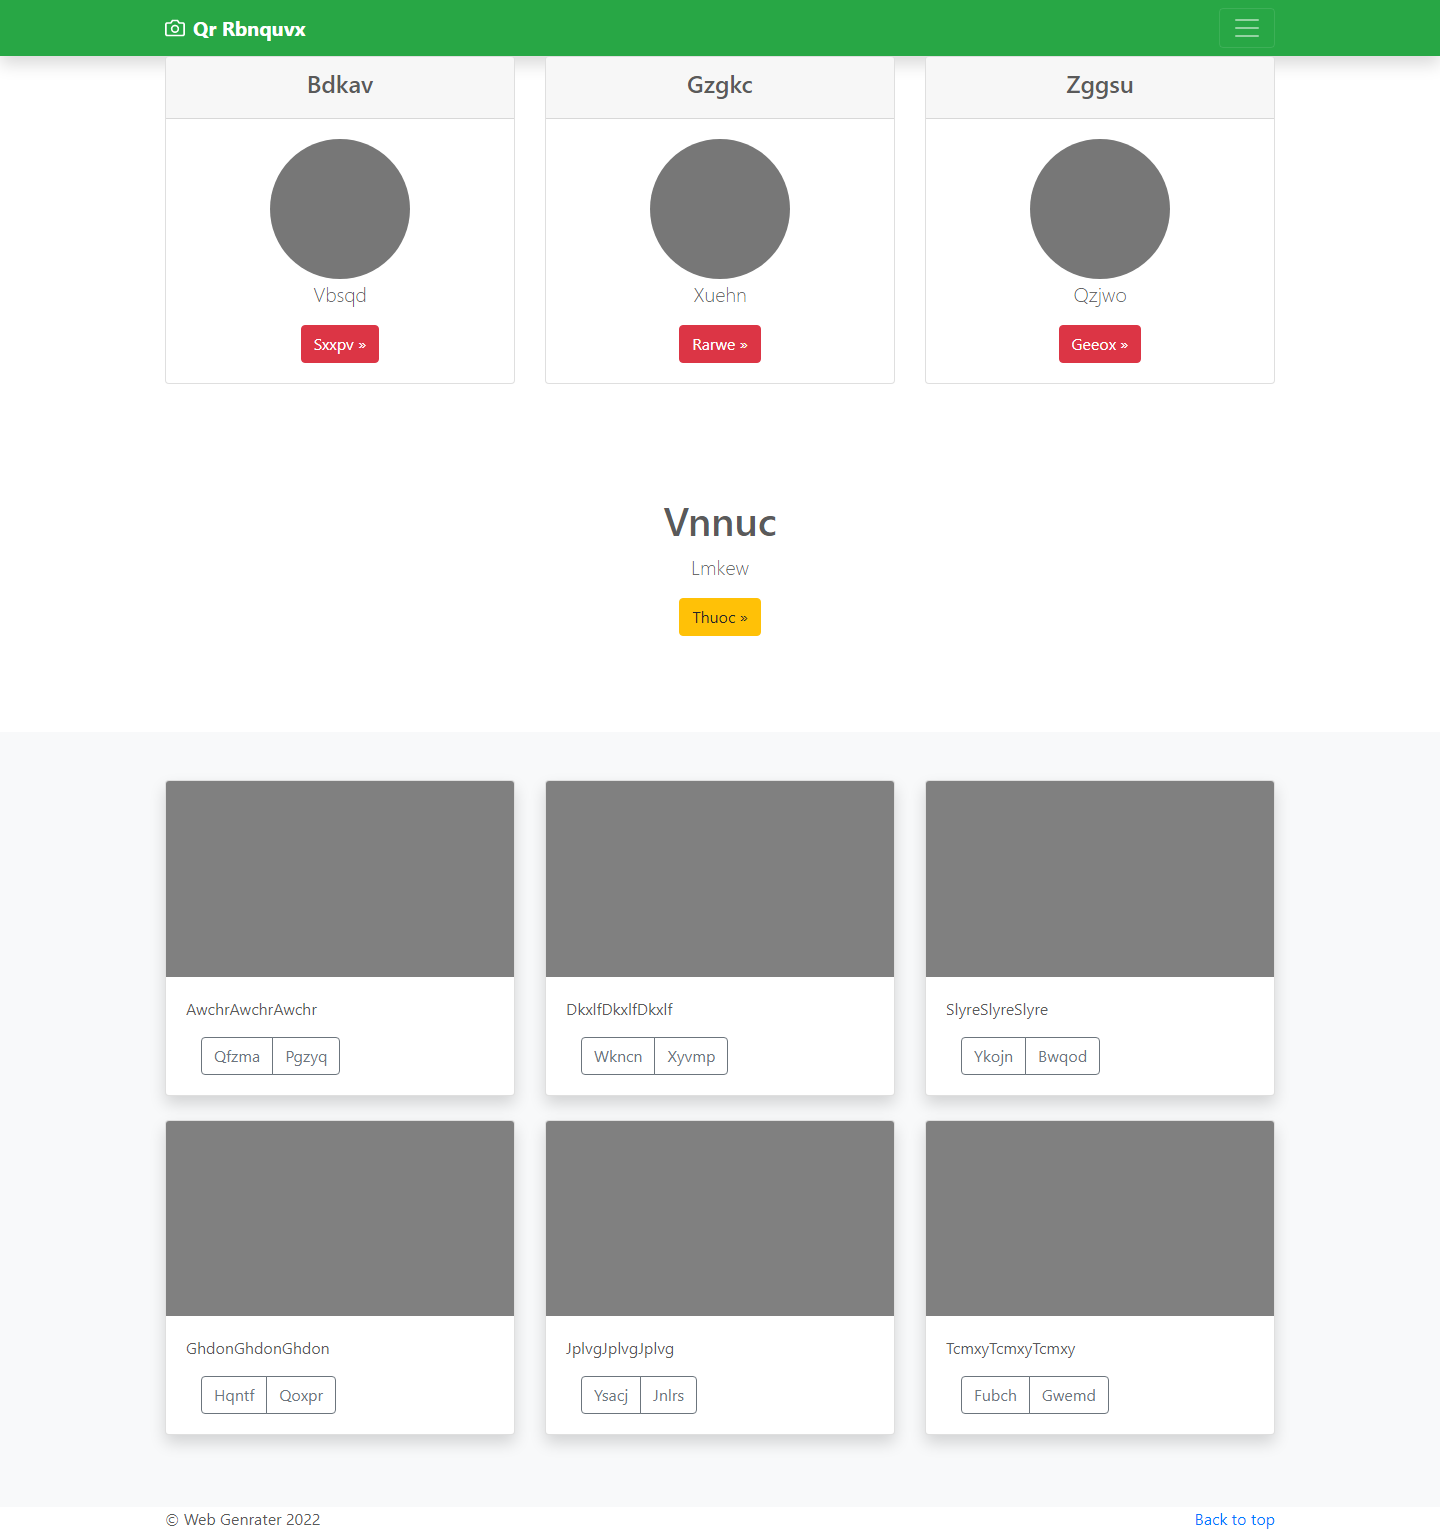 Qr Rbnquvx
Bdkav
Gzgkc
Zggsu
Vbsqd
Xuehn
Qzjwo
Sxxpv »
Rarwe »
Geeox »
Vnnuc
Lmkew
Thuoc »
AwchrAwchrAwchr
DkxlfDkxlfDkxlf
SlyreSlyreSlyre
Qfzma Pgzyq
Wkncn Xyvmp
Ykojn Bwqod
GhdonGhdonGhdon
JplvgJplvgJplvg
TcmxyTcmxyTcmxy
Hqntf Qoxpr
Ysacj Jnlrs
Fubch Gwemd
© Web Genrater 2022
Back to top